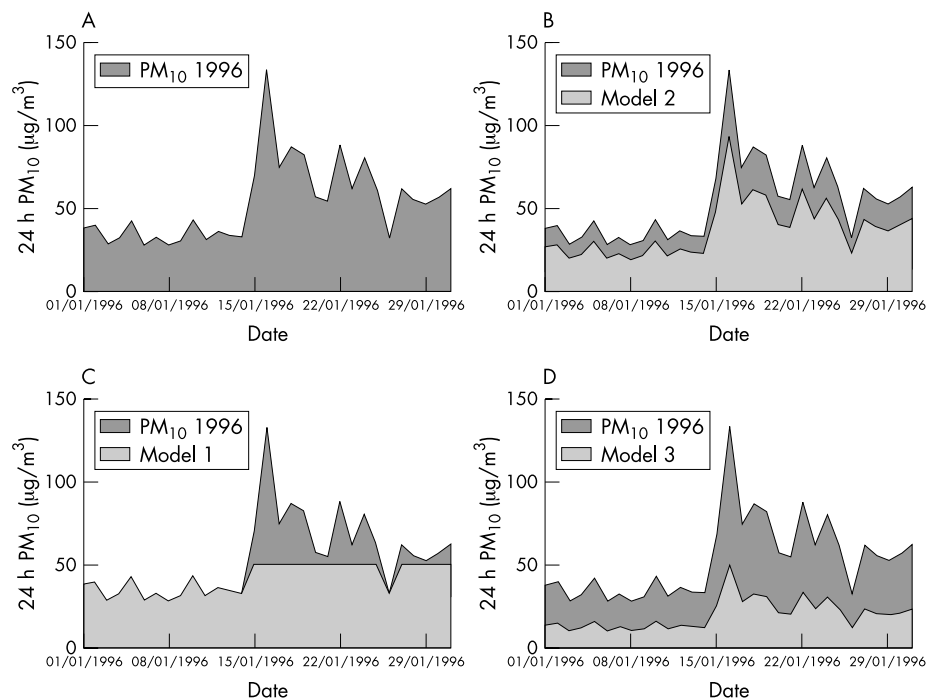 A
150
100
50
0
24 h PM₁₀ (µg/m³)
PM₁₀ 1996
01/01/1996 08/01/1996 15/01/1996 22/01/1996 29/01/1996
Date
B
150
100
50
0
24 h PM₁₀ (µg/m³)
PM₁₀ 1996
Model 2
01/01/1996 08/01/1996 15/01/1996 22/01/1996 29/01/1996
Date
C
150
100
50
0
24 h PM₁₀ (µg/m³)
PM₁₀ 1996
Model 1
01/01/1996 08/01/1996 15/01/1996 22/01/1996 29/01/1996
Date
D
150
100
50
0
24 h PM₁₀ (µg/m³)
PM₁₀ 1996
Model 3
01/01/1996 08/01/1996 15/01/1996 22/01/1996 29/01/1996
Date